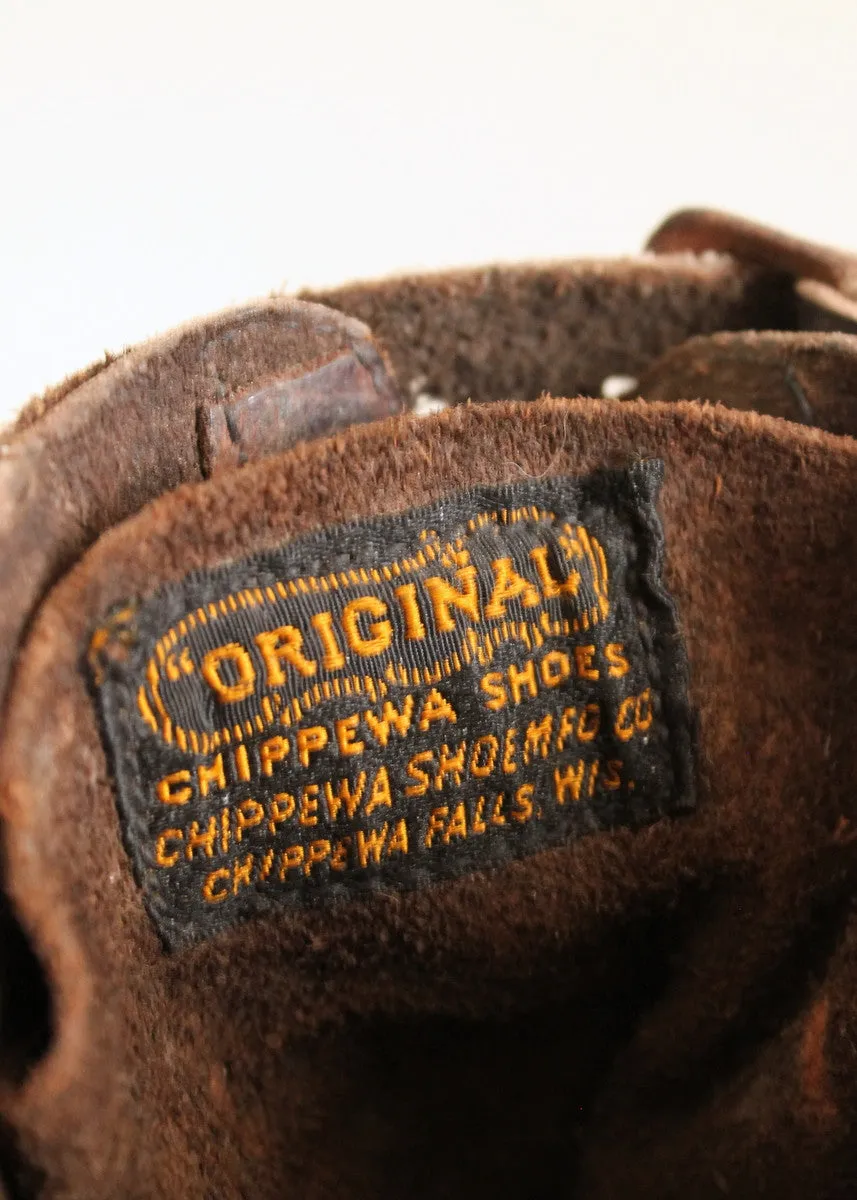 "ORIGINAL"
CHIPPEWA SHOES
CHIPPEWA SHOE MFG CO
CHIPPEWA FALLS, WIS.